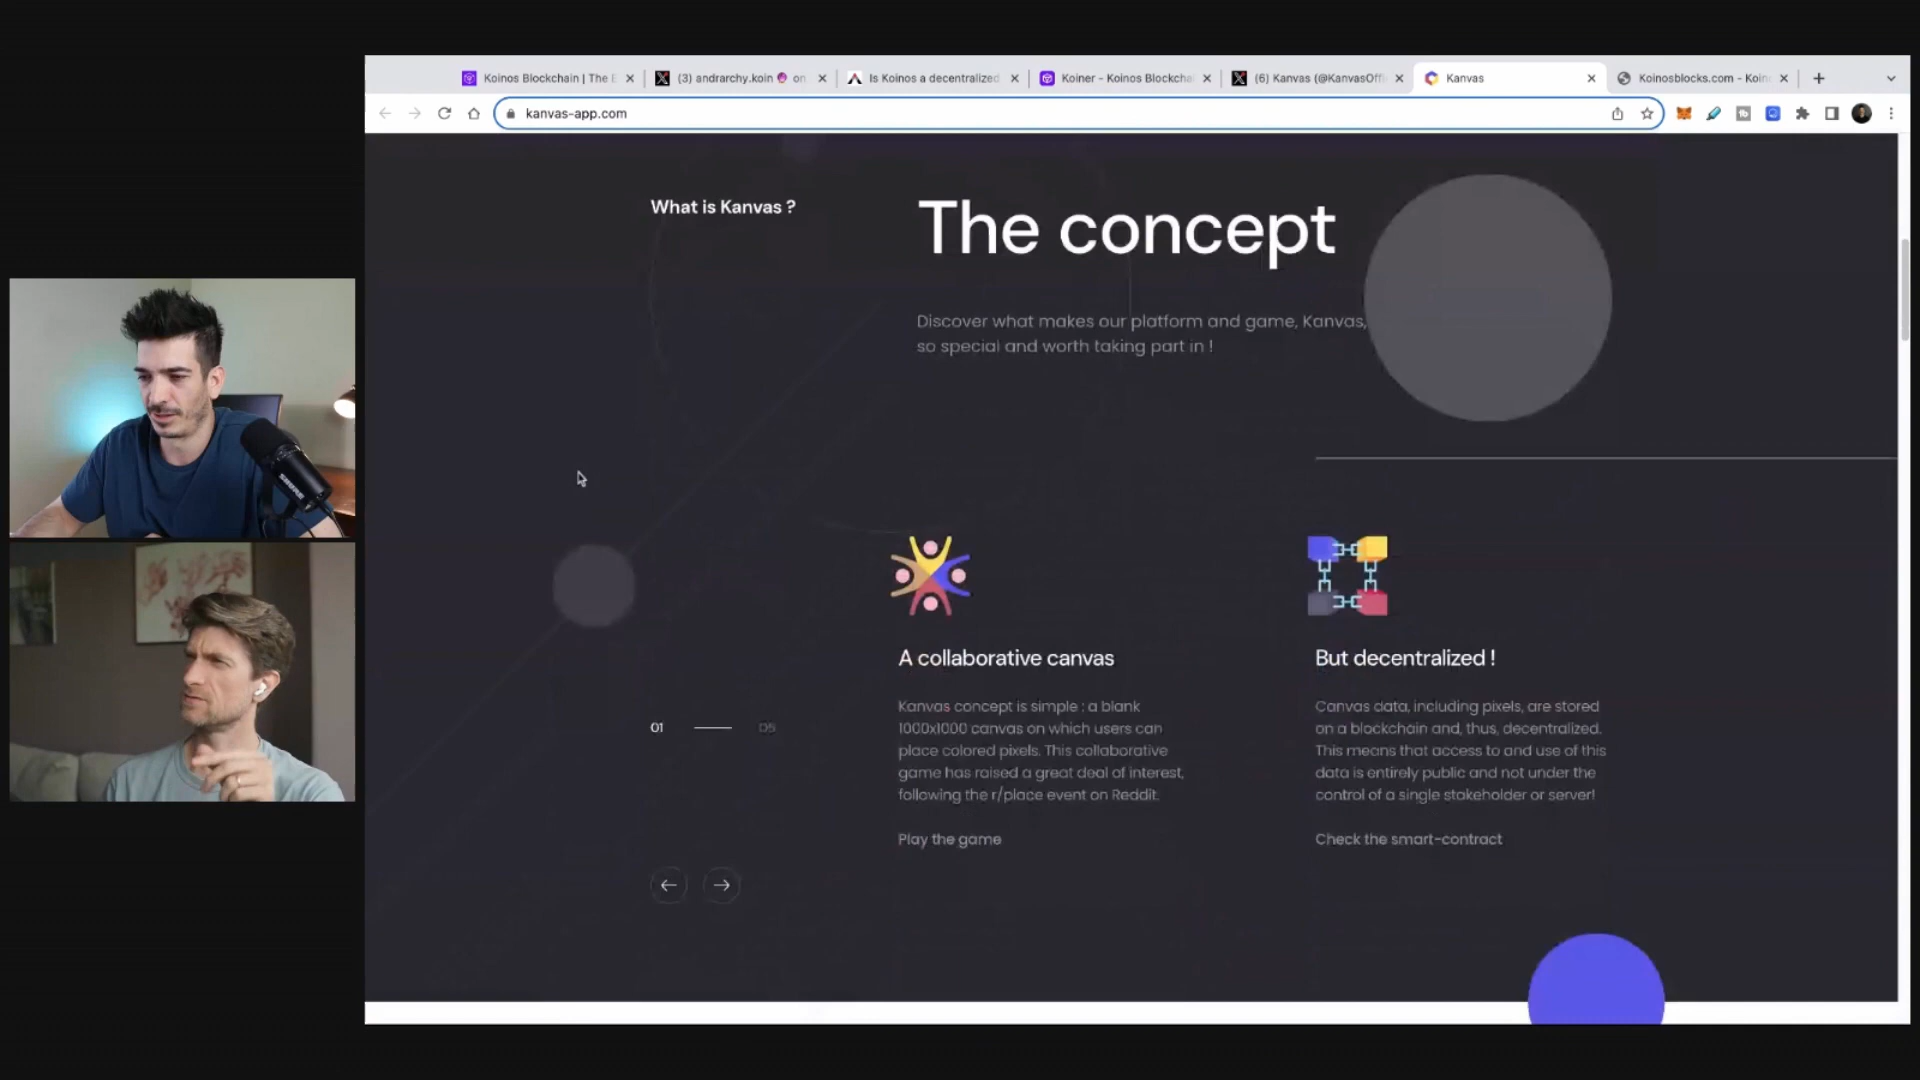 Koinos Blockchain | The
(3) andrarchy.koin on
Is Koinos a decentralized
Koiner - Koinos Blockcha
(6) Kanvas (@KanvasOffi
Kanvas
Koinosblocks.com - Koin
kanvas-app.com
What is Kanvas ?
The concept
Discover what makes our platform and game, Kanvas,
so special and worth taking part in !
A collaborative canvas
Kanvas concept is simple : a blank
1000x1000 canvas on which users can
place colored pixels. This collaborative
game has raised a great deal of interest,
following the r/place event on Reddit.
Play the game
But decentralized !
Canvas data, including pixels, are stored
on a blockchain and, thus, decentralized.
This means that access to and use of this
data is entirely public and not under the
control of a single stakeholder or server!
Check the smart-contract
01
05
SHURE